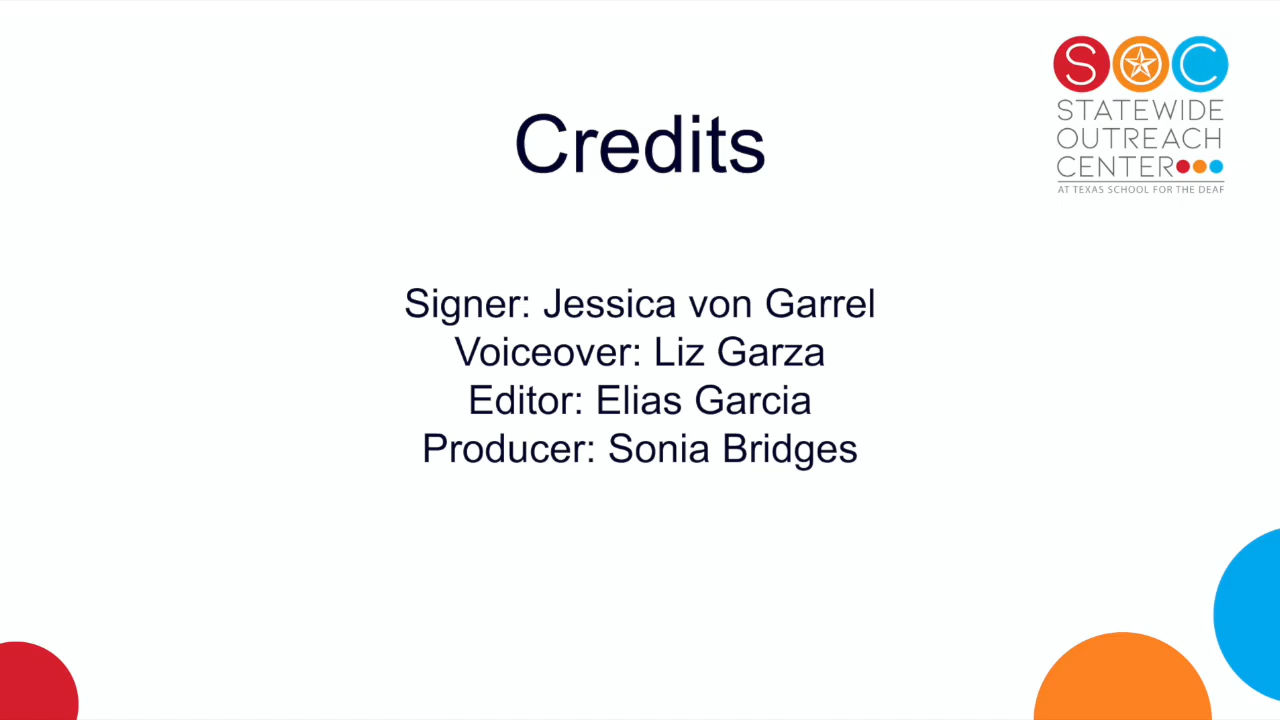 Credits
Signer: Jessica von Garrel
Voiceover: Liz Garza
Editor: Elias Garcia
Producer: Sonia Bridges
SOC
STATEWIDE
OUTREACH
CENTER
AT TEXAS SCHOOL FOR THE DEAF